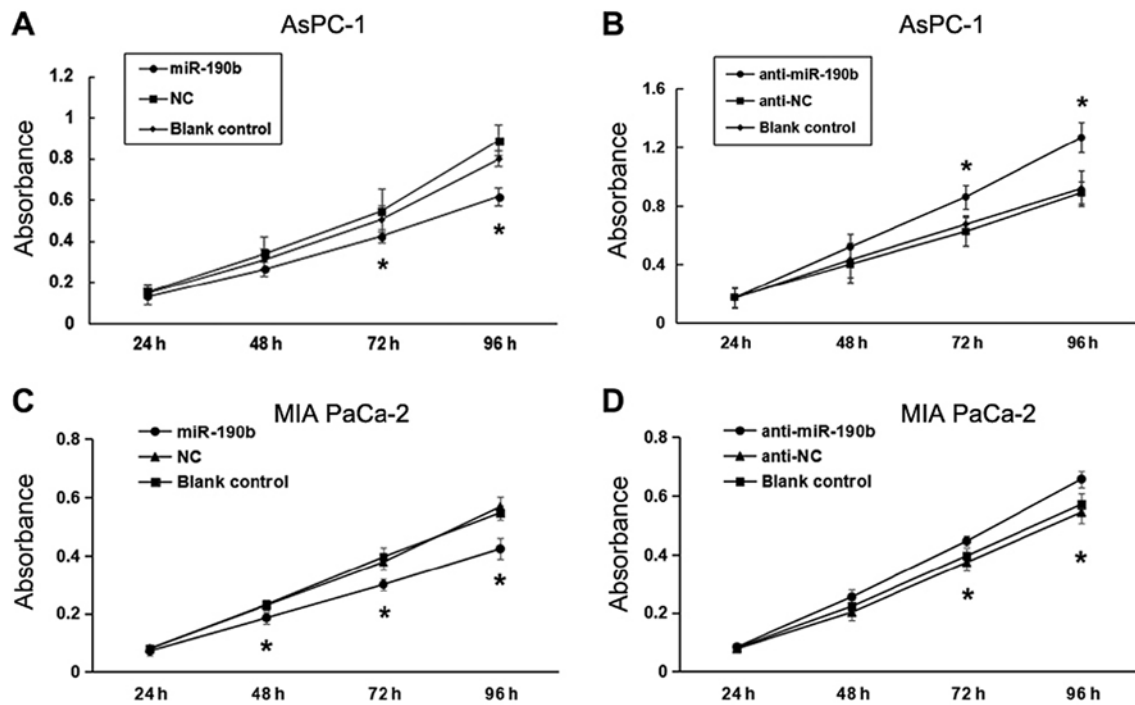 A
AsPC-1
miR-190b
NC
Blank control
1.2
1
0.8
0.6
0.4
0.2
0
Absorbance
*
*
24 h 48 h 72 h 96 h
B
AsPC-1
anti-miR-190b
anti-NC
Blank control
1.6
1.2
0.8
0.4
0
Absorbance
*
*
24 h 48 h 72 h 96 h
C
MIA PaCa-2
miR-190b
NC
Blank control
0.8
0.6
0.4
0.2
0
Absorbance
*
*
*
24 h 48 h 72 h 96 h
D
MIA PaCa-2
anti-miR-190b
anti-NC
Blank control
0.8
0.6
0.4
0.2
0
Absorbance
*
*
24 h 48 h 72 h 96 h